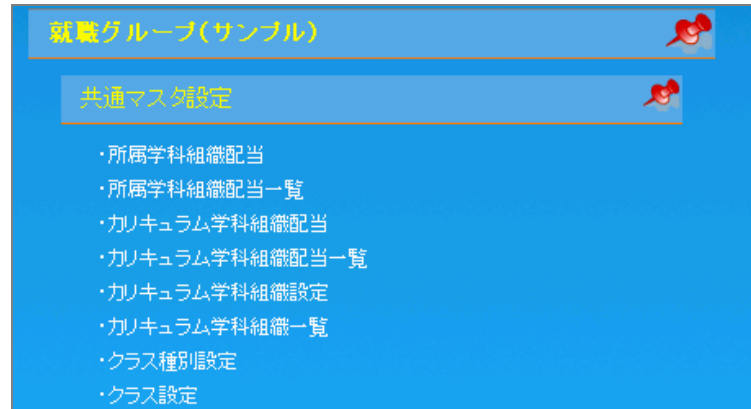 就職グループ(サンプル)
共通マスタ設定
・所属学科組織配当
・所属学科組織配当一覧
・カリキュラム学科組織配当
・カリキュラム学科組織配当一覧
・カリキュラム学科組織設定
・カリキュラム学科組織一覧
・クラス種別設定
・クラス設定